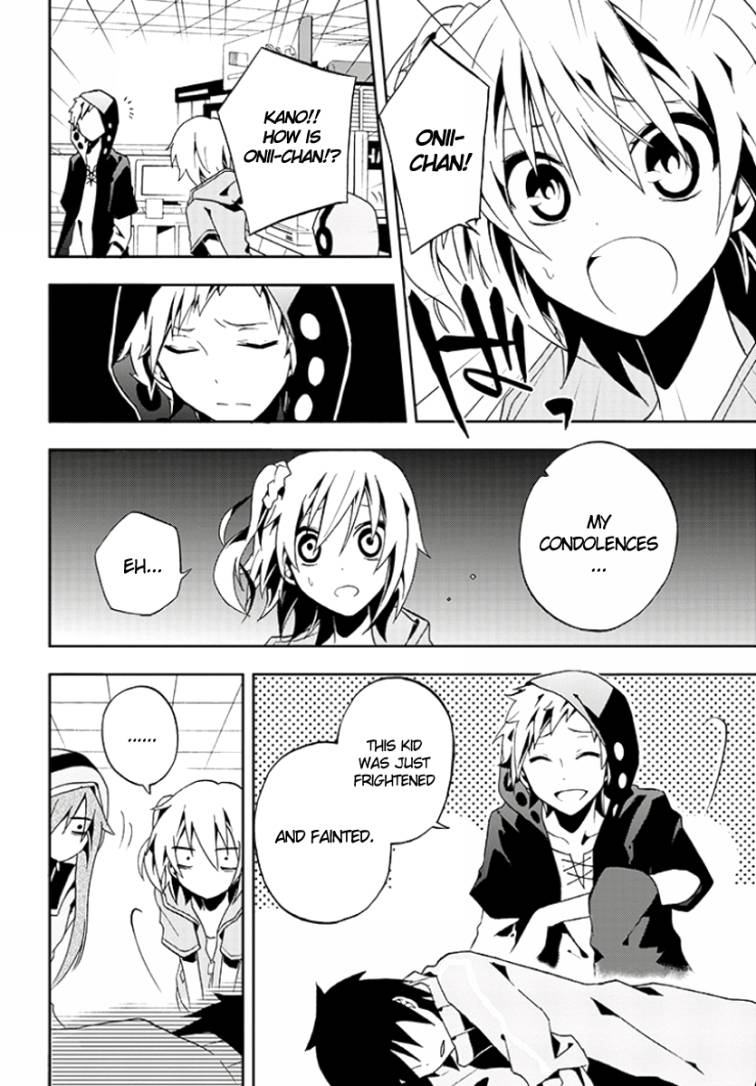 ONII-
CHAN!
KANO!!
HOW IS
ONII-CHAN!?
MY
CONDOLENCES
...
EH...
THIS KID
WAS JUST
FRIGHTENED
AND FAINTED.
......